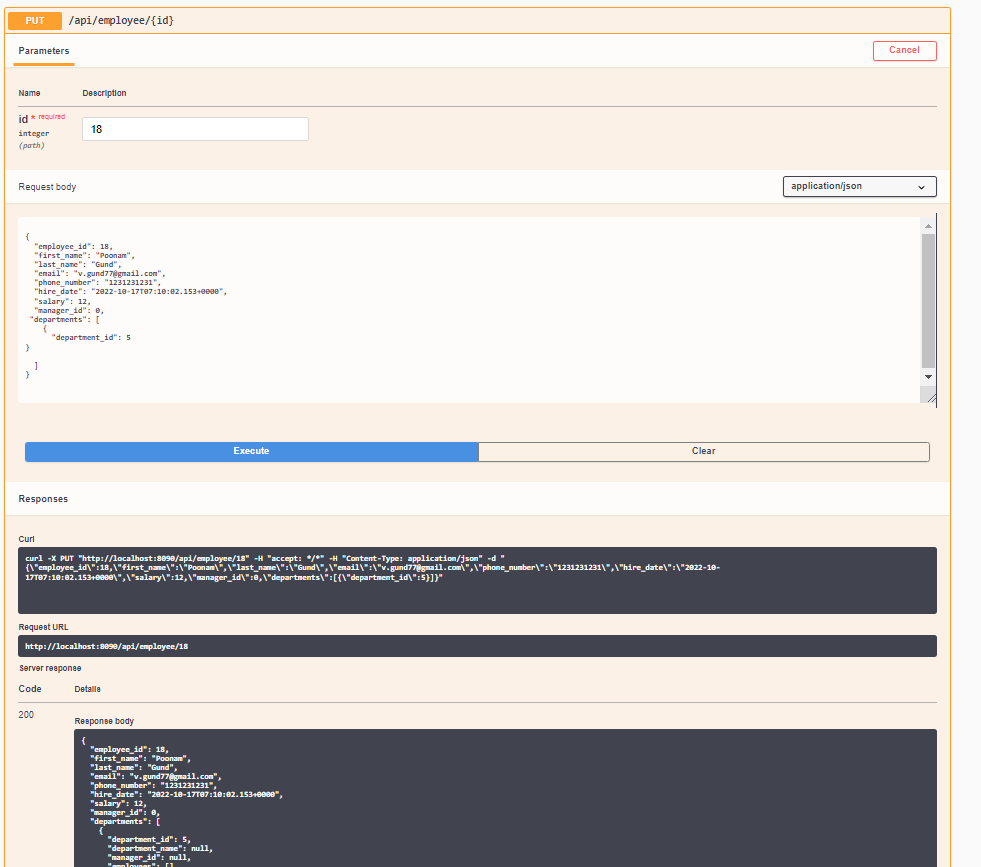 PUT /api/employee/{id}
Parameters
Cancel
Name Description
id * required
integer
(path)
18
Request body
application/json
{
  "employee_id": 18,
  "first_name": "Poonam",
  "last_name": "Gund",
  "email": "v.gund77@gmail.com",
  "phone_number": "1231231231",
  "hire_date": "2022-10-17T07:10:02.153+0000",
  "salary": 12,
  "manager_id": 0,
 "departments": [
    {
      "department_id": 5
}
  ]
}
Execute Clear
Responses
Curl
curl -X PUT "http://localhost:8090/api/employee/18" -H "accept: */*" -H "Content-Type: application/json" -d "
{\"employee_id\":18,\"first_name\":\"Poonam\",\"last_name\":\"Gund\",\"email\":\"v.gund77@gmail.com\",\"phone_number\":\"1231231231\",\"hire_date\":\"2022-10-
17T07:10:02.153+0000\",\"salary\":12,\"manager_id\":0,\"departments\":[{\"department_id\":5}]}"
Request URL
http://localhost:8090/api/employee/18
Server response
Code Details
200
Response body
{
  "employee_id": 18,
  "first_name": "Poonam",
  "last_name": "Gund",
  "email": "v.gund77@gmail.com",
  "phone_number": "1231231231",
  "hire_date": "2022-10-17T07:10:02.153+0000",
  "salary": 12,
  "manager_id": 0,
  "departments": [
    {
      "department_id": 5,
      "department_name": null,
      "manager_id": null,
      "employees": []